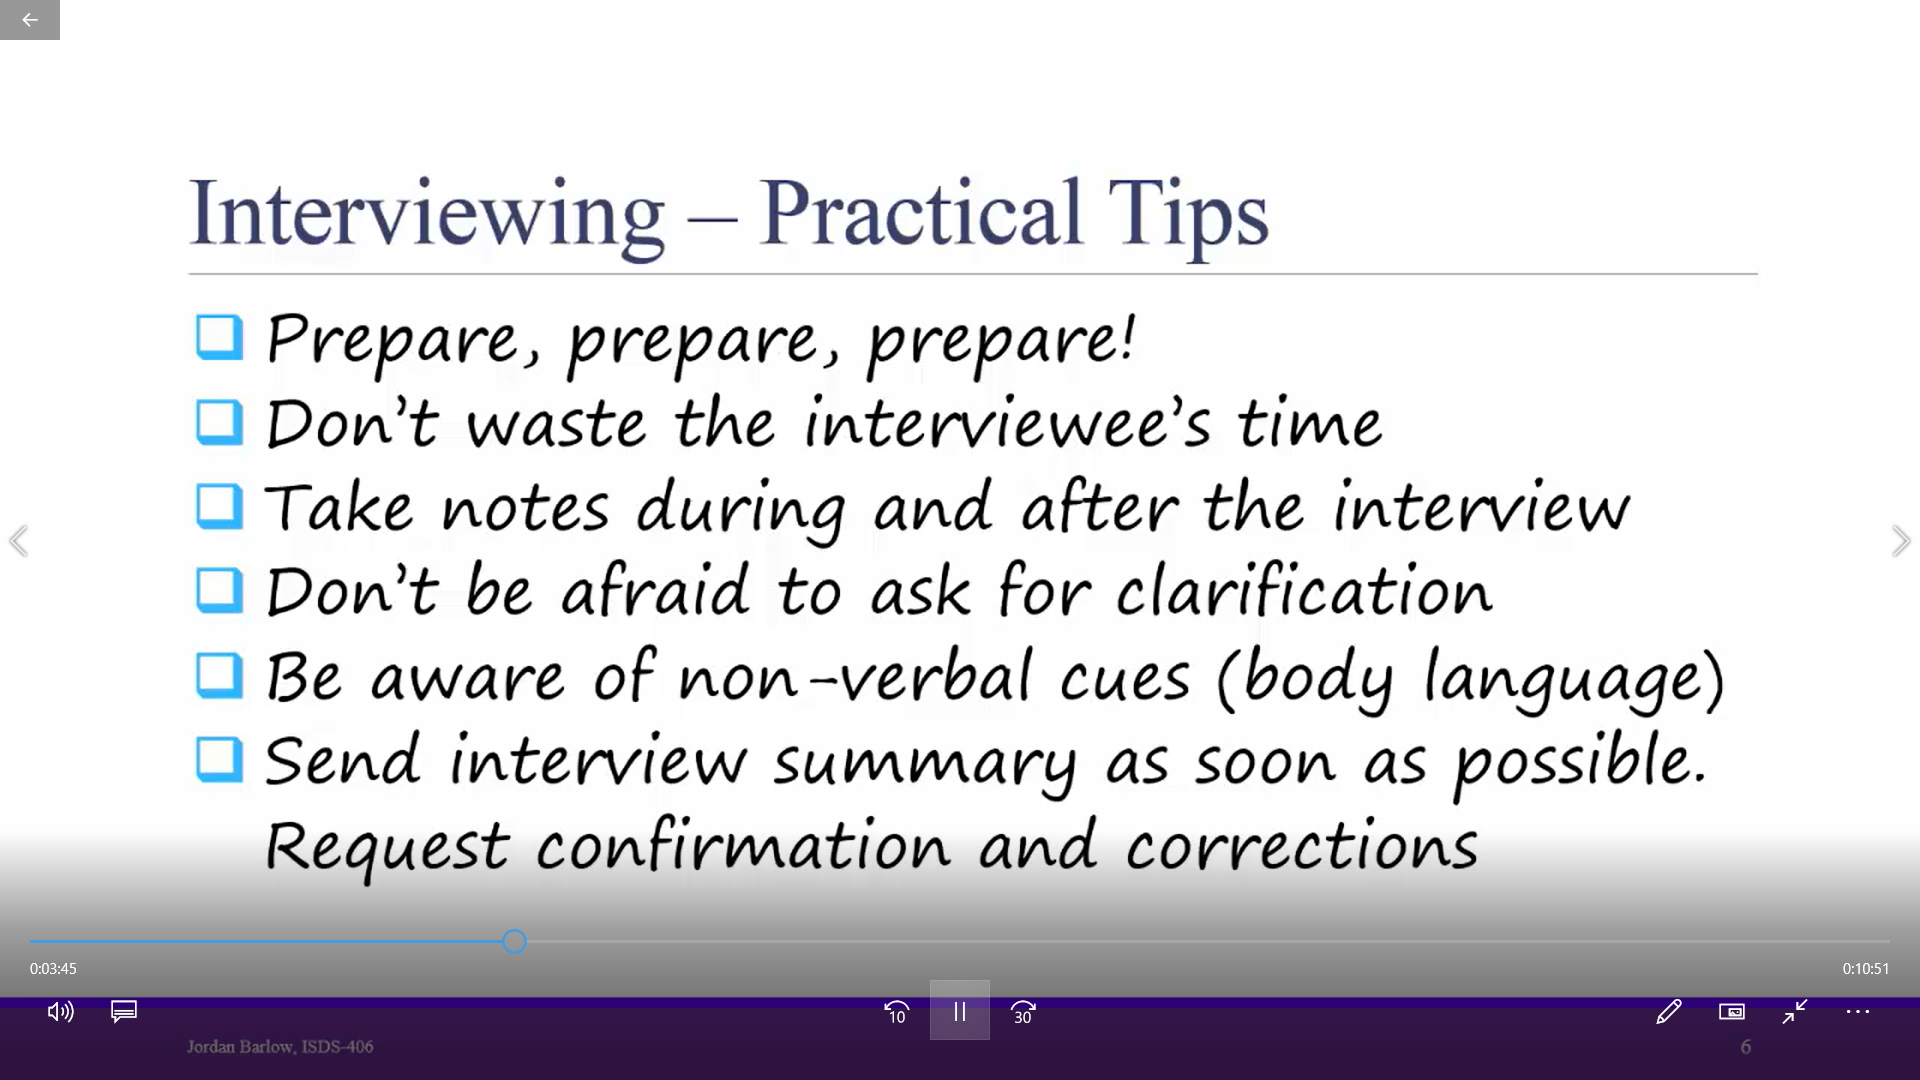 Interviewing – Practical Tips
Prepare, prepare, prepare!
Don’t waste the interviewee’s time
Take notes during and after the interview
Don’t be afraid to ask for clarification
Be aware of non-verbal cues (body language)
Send interview summary as soon as possible.
Request confirmation and corrections
0:03:45
0:10:51
10
30
Jordan Barlow, ISDS-406
6